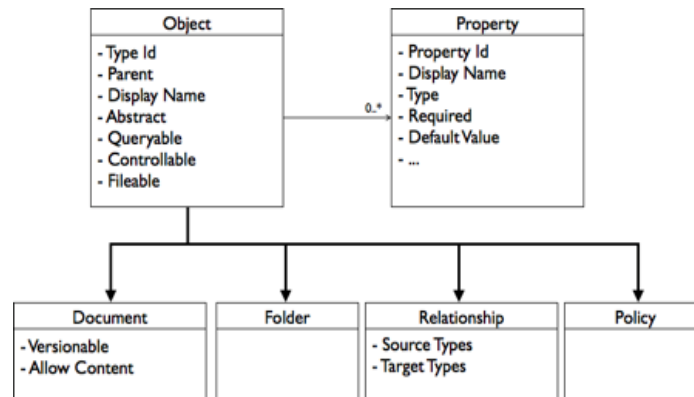 Object
- Type Id
- Parent
- Display Name
- Abstract
- Queryable
- Controllable
- Fileable
0..*
Property
- Property Id
- Display Name
- Type
- Required
- Default Value
- ...
Document
- Versionable
- Allow Content
Folder
Relationship
- Source Types
- Target Types
Policy